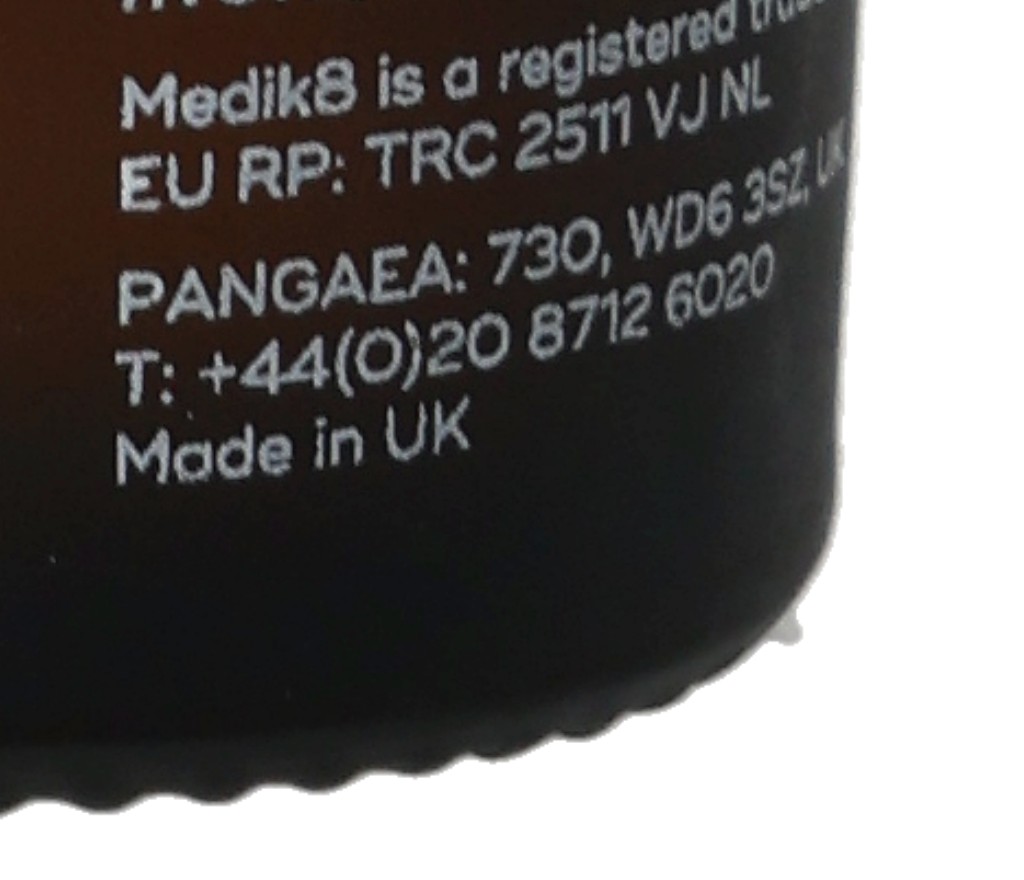 Medik8 is a registered
EU RP: TRC 2511 VJ NL
PANGAEA: 730, WD6 3SZ, UK
T: +44(0)20 8712 6020
Made in UK